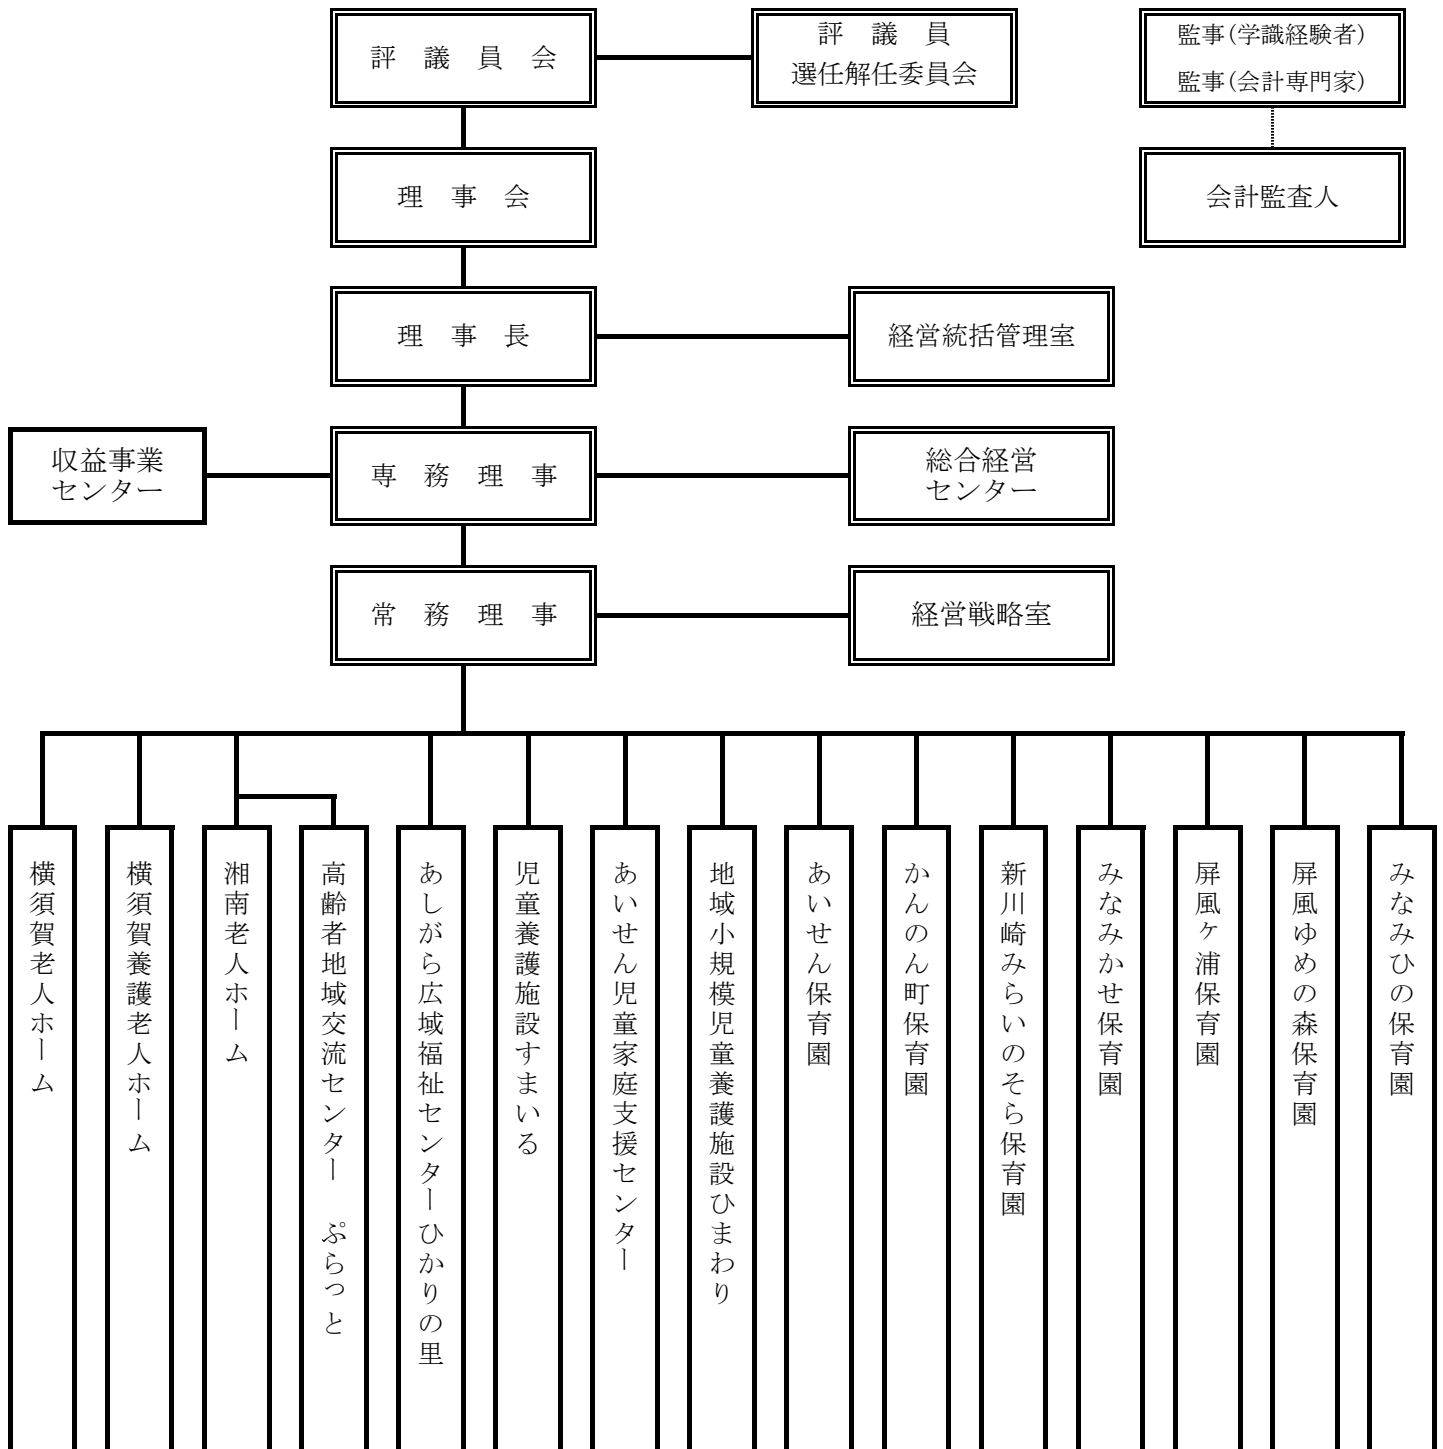 評　議　員　会
評　議　員
選任解任委員会
監事(学識経験者)
監事(会計専門家)
理　事　会
会計監査人
理　事　長
経営統括管理室
収益事業
センター
専　務　理　事
総合経営
センター
常　務　理　事
経営戦略室
横須賀老人ホーム
横須賀養護老人ホーム
湘南老人ホーム
高齢者地域交流センター　ぷらっと
あしがら広域福祉センターひかりの里
児童養護施設すまいる
あいせん児童家庭支援センター
地域小規模児童養護施設ひまわり
あいせん保育園
かんのん町保育園
新川崎みらいのそら保育園
みなみかせ保育園
屏風ヶ浦保育園
屏風ゆめの森保育園
みなみひの保育園